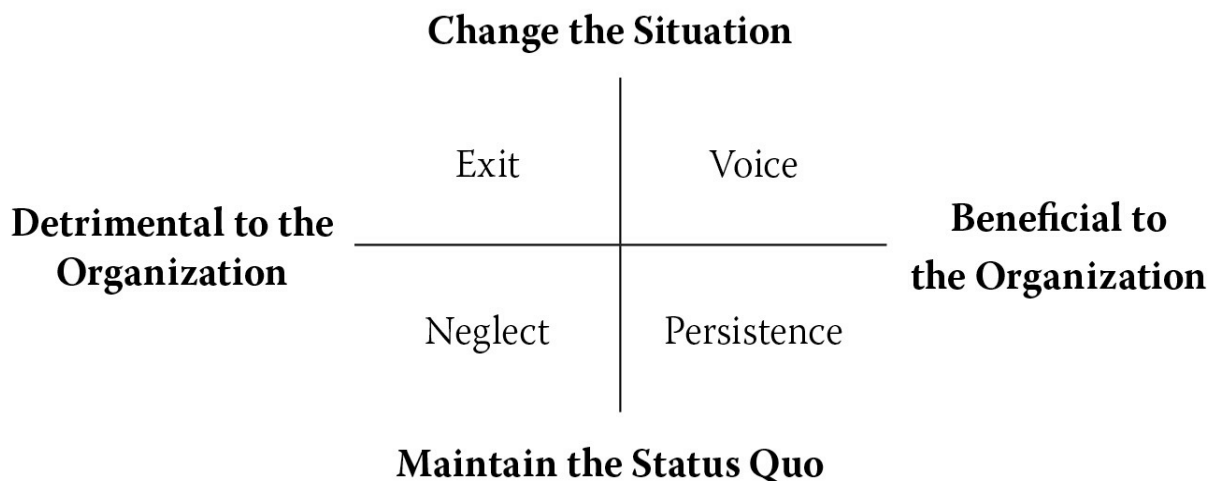 Change the Situation
Exit
Voice
Detrimental to the
Organization
Beneficial to
the Organization
Neglect
Persistence
Maintain the Status Quo